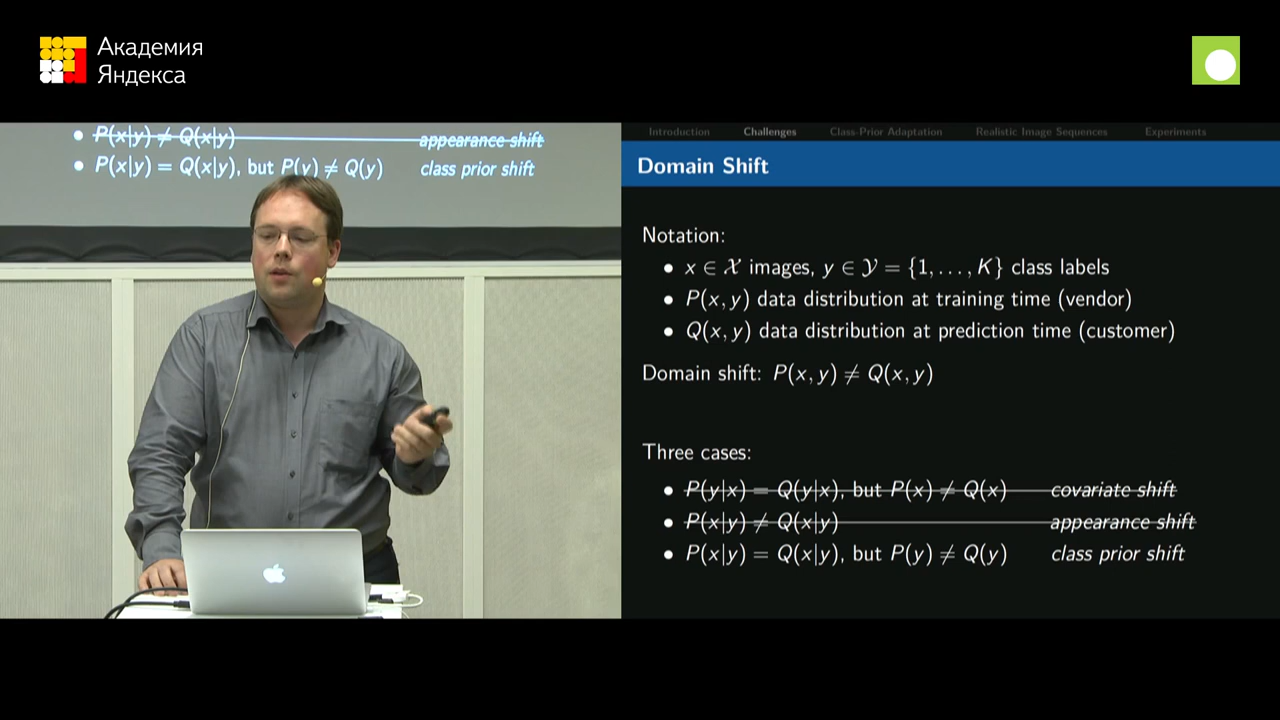 Академия
Яндекса
P(x|y) ≠ Q(x|y) appearance shift
P(x|y) = Q(x|y), but P(y) ≠ Q(y) class prior shift
Introduction Challenges Class-Prior Adaptation Realistic Image Sequences Experiments
Domain Shift
Notation:
• x ∈ 𝒳 images, y ∈ 𝒴 = {1, . . . , K} class labels
• P(x, y) data distribution at training time (vendor)
• Q(x, y) data distribution at prediction time (customer)
Domain shift: P(x, y) ≠ Q(x, y)
Three cases:
• P(y|x) = Q(y|x), but P(x) ≠ Q(x) covariate shift
• P(x|y) ≠ Q(x|y) appearance shift
• P(x|y) = Q(x|y), but P(y) ≠ Q(y) class prior shift